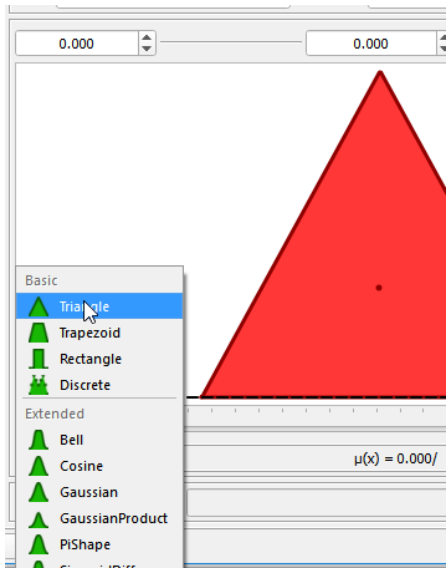 0.000
0.000
Basic
Triangle
Trapezoid
Rectangle
Discrete
Extended
Bell
Cosine
Gaussian
GaussianProduct
PiShape
μ(x) = 0.000/